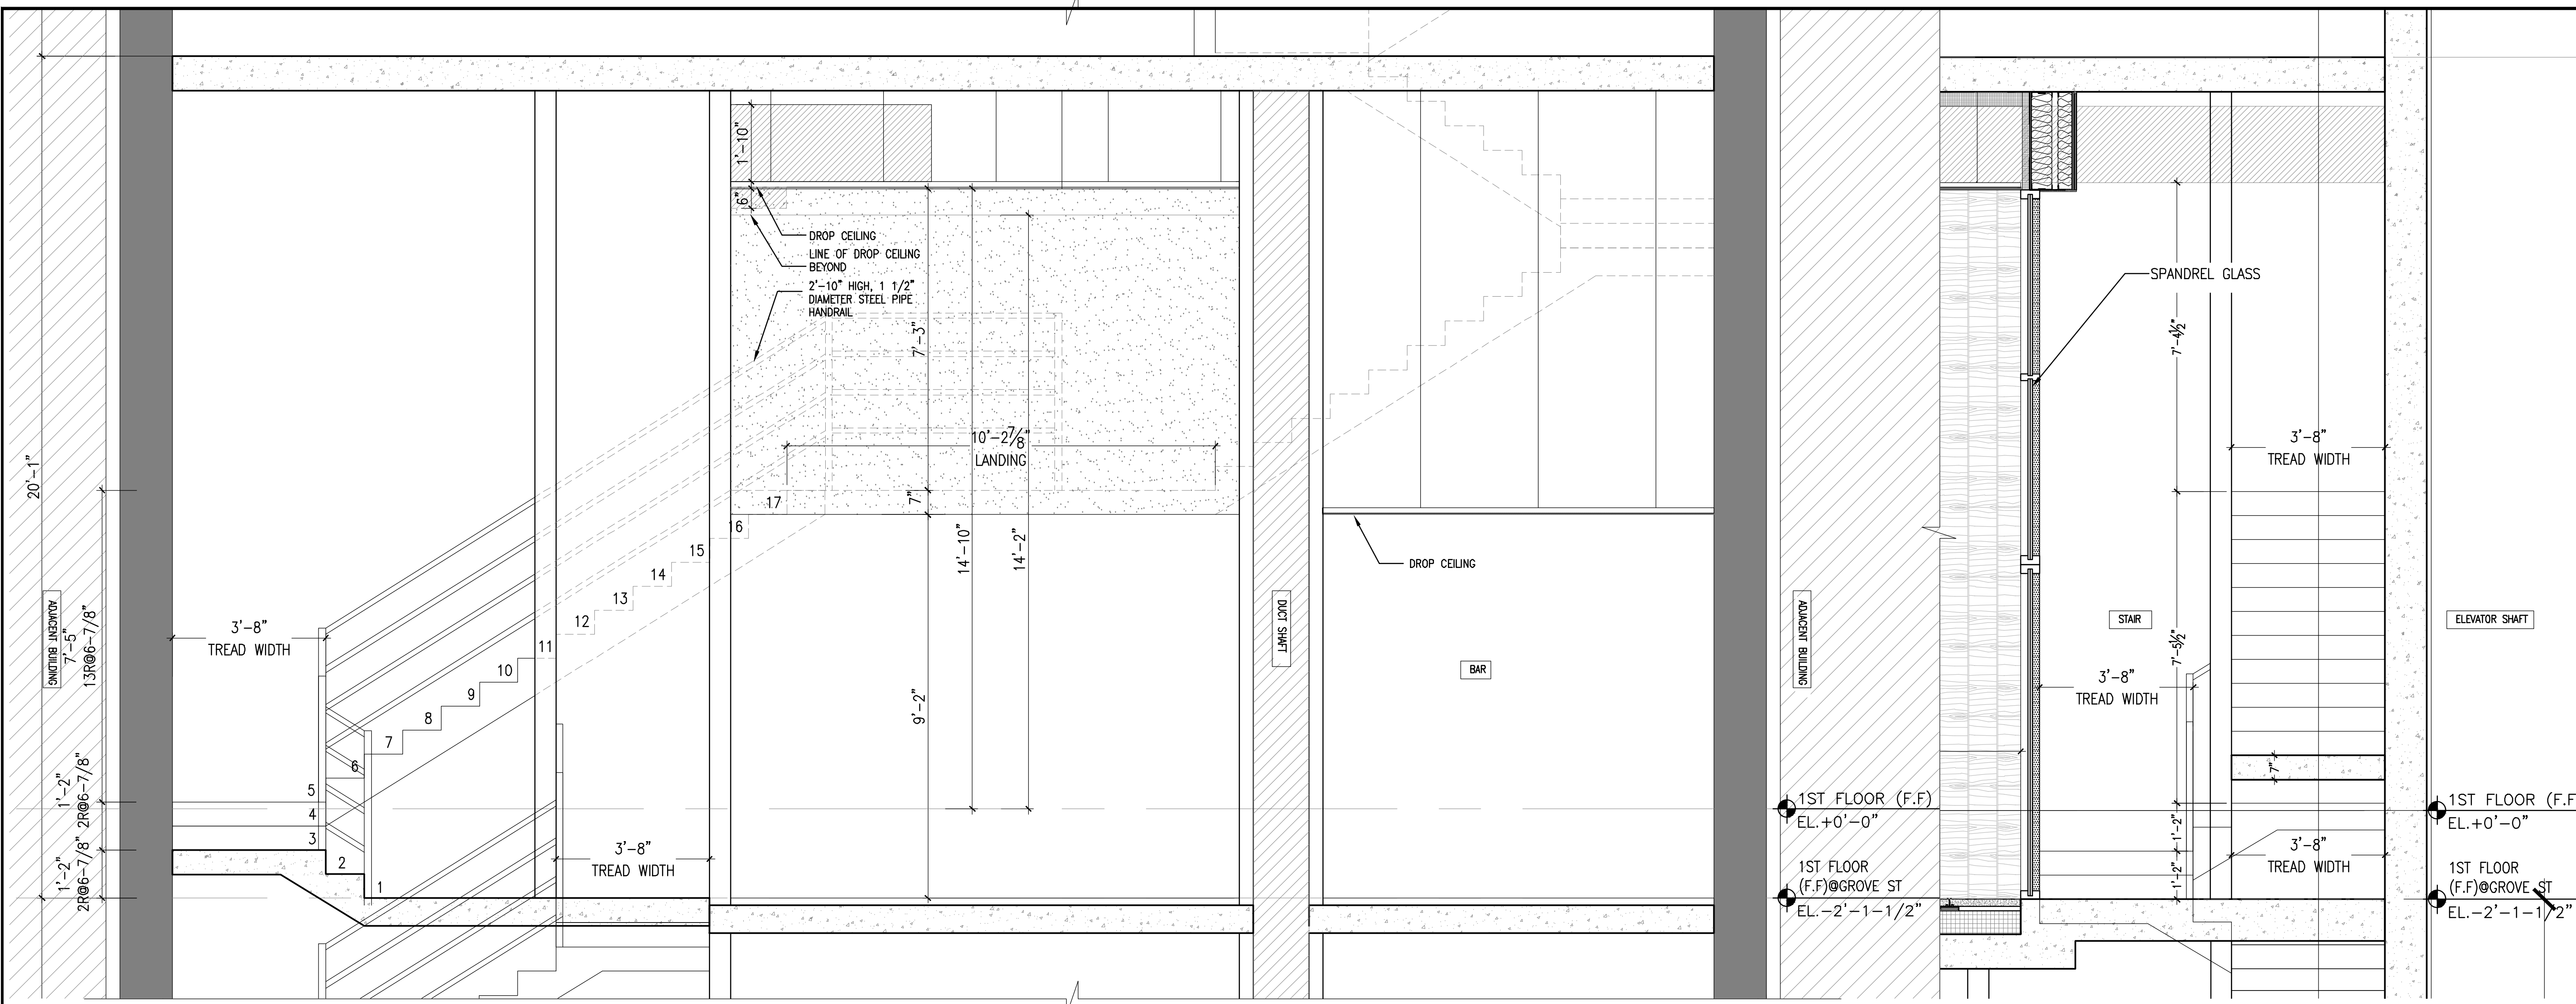 20'-1"
ADJACENT BUILDING
7'-5"
13R@6-7/8"
1'-2"
2R@6-7/8"
1'-2"
2R@6-7/8"
3'-8"
TREAD WIDTH
5
4
3
2
1
6
7
8
9
10
11
12
13
14
15
16
17
3'-8"
TREAD WIDTH
1'-10"
6"
DROP CEILING
LINE OF DROP CEILING
BEYOND
2'-10" HIGH, 1 1/2"
DIAMETER STEEL PIPE
HANDRAIL
7'-3"
10'-2 7/8"
LANDING
7"
14'-10"
14'-2"
9'-2"
DUCT SHAFT
DROP CEILING
BAR
ADJACENT BUILDING
1ST FLOOR (F.F)
EL.+0'-0"
1ST FLOOR
(F.F)@GROVE ST
EL.-2'-1-1/2"
SPANDREL GLASS
7'-4 1/2"
3'-8"
TREAD WIDTH
STAIR
7'-5 1/2"
3'-8"
TREAD WIDTH
7"
1'-2"
1'-2"
3'-8"
TREAD WIDTH
ELEVATOR SHAFT
1ST FLOOR (F.F
EL.+0'-0"
1ST FLOOR
(F.F)@GROVE ST
EL.-2'-1-1/2"